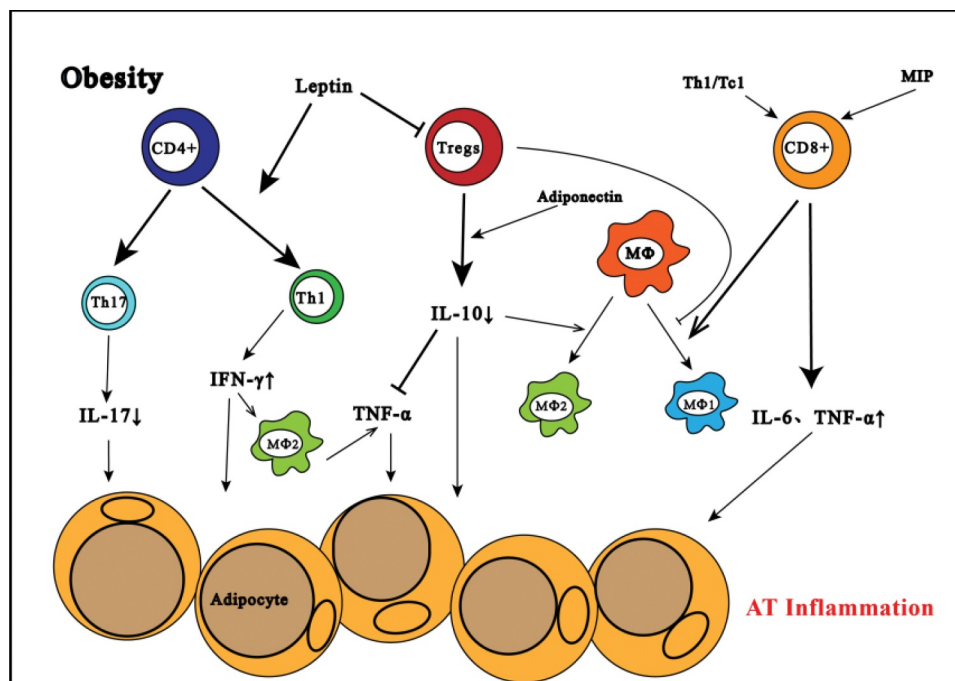 Obesity
Leptin
Th1/Tc1
MIP
CD4+
Tregs
CD8+
Adiponectin
MΦ
Th17
Th1
IL-10↓
IFN-γ↑
IL-17↓
TNF-α
MΦ2
MΦ2
MΦ1
IL-6、TNF-α↑
Adipocyte
AT Inflammation